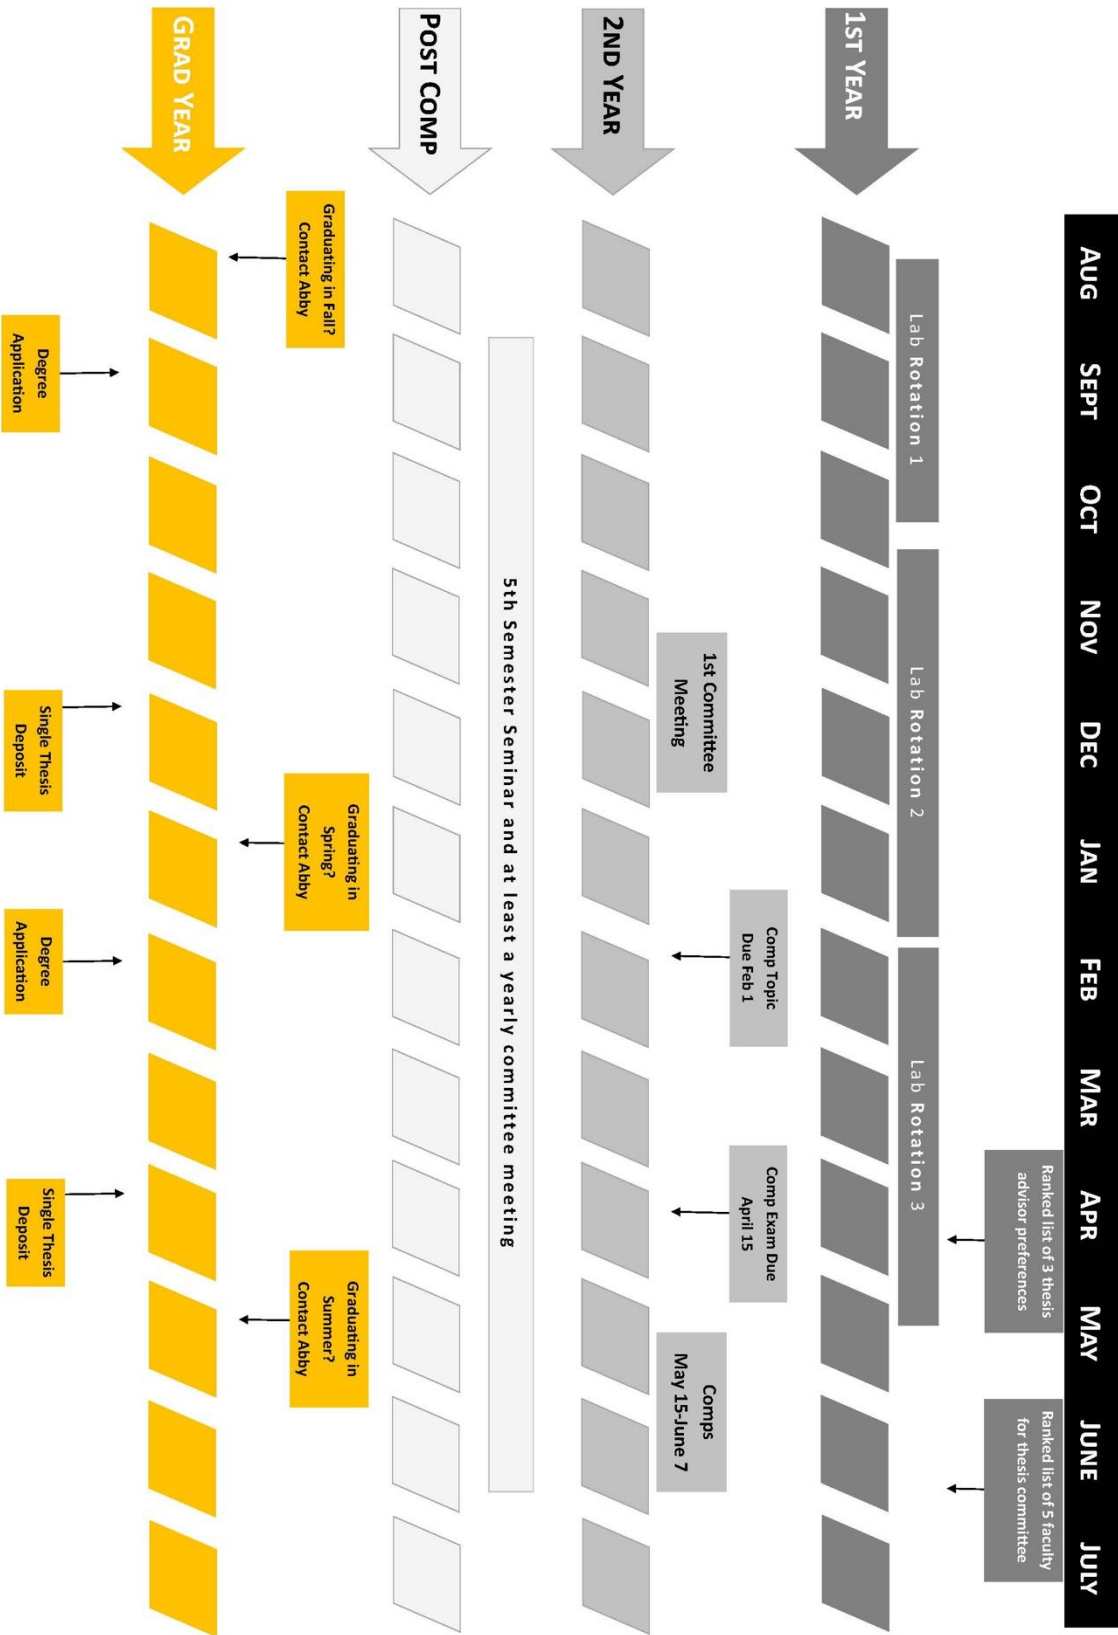 AUG SEPT OCT NOV DEC JAN FEB MAR APR MAY JUNE JULY
Ranked list of 3 thesis
advisor preferences
Ranked list of 5 faculty
for thesis committee
1ST YEAR
Lab Rotation 1
Lab Rotation 2
Lab Rotation 3
2ND YEAR
1st Committee
Meeting
Comp Topic
Due Feb 1
Comp Exam Due
April 15
Comps
May 15-June 7
POST COMP
5th Semester Seminar and at least a yearly committee meeting
GRAD YEAR
Graduating in Fall?
Contact Abby
Graduating in
Spring?
Contact Abby
Graduating in
Summer?
Contact Abby
Degree
Application
Single Thesis
Deposit
Degree
Application
Single Thesis
Deposit